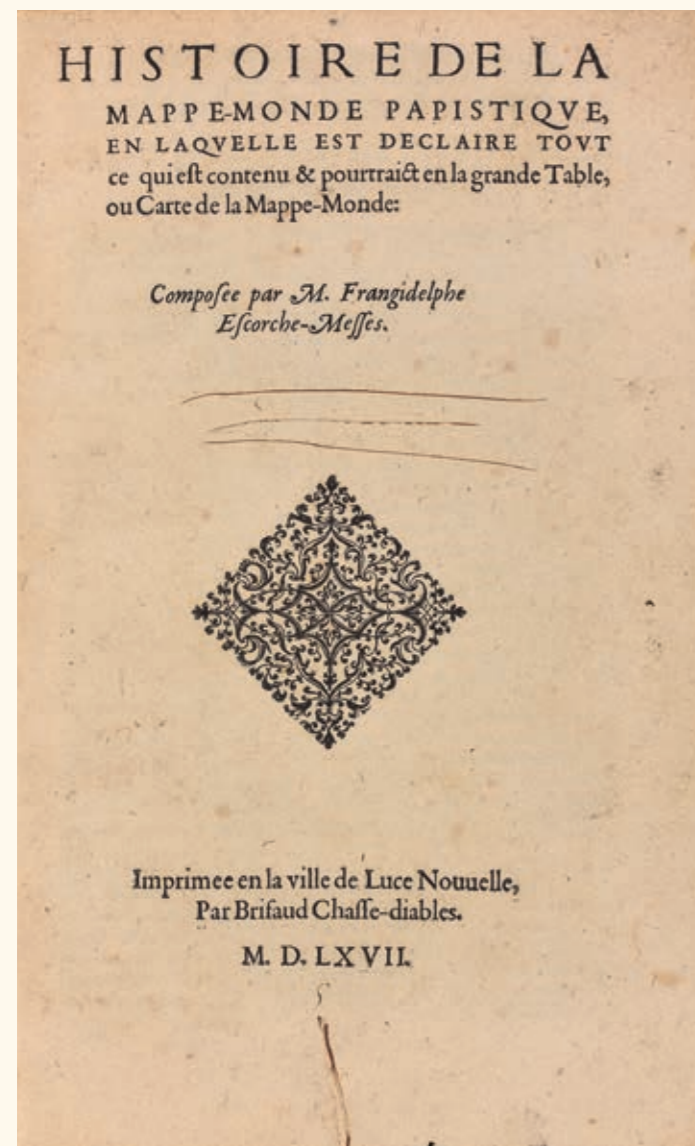 HISTOIRE DE LA
MAPPE-MONDE PAPISTIQVE,
EN LAQVELLE EST DECLAIRE TOVT
ce qui eſt contenu & pourtraict en la grande Table,
ou Carte de la Mappe-Monde:
Compoſee par M. Frangidelphe
Eſcorche-Meſſes.
Imprimee en la ville de Luce Nouuelle,
Par Brifaud Chaſſe-diables.
M. D. LXVII.